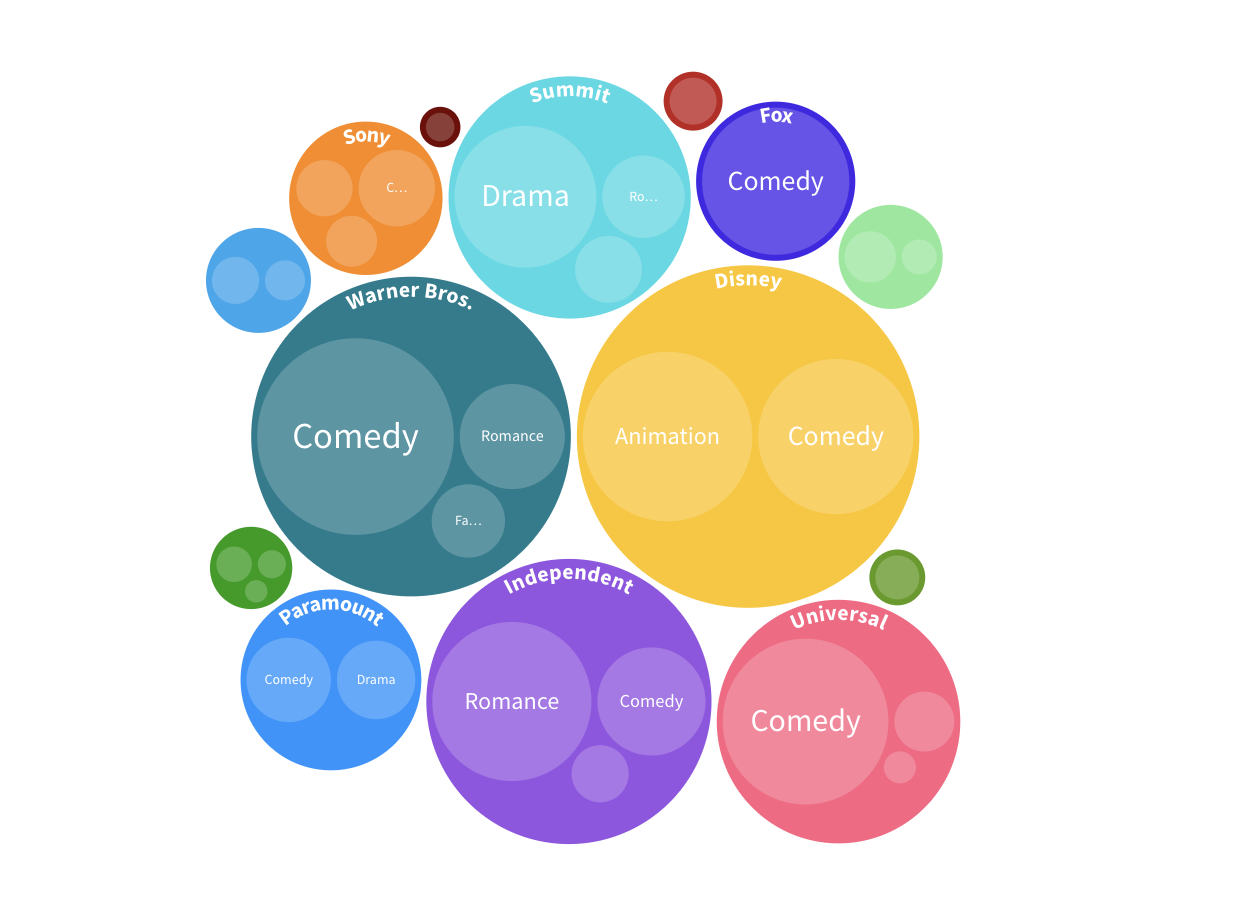 Summit
Fox
Sony
Comedy
C…
Drama
Ro…
Disney
Warner Bros.
Comedy
Romance
Animation
Comedy
Fa…
Independent
Paramount
Universal
Comedy
Drama
Romance
Comedy
Comedy